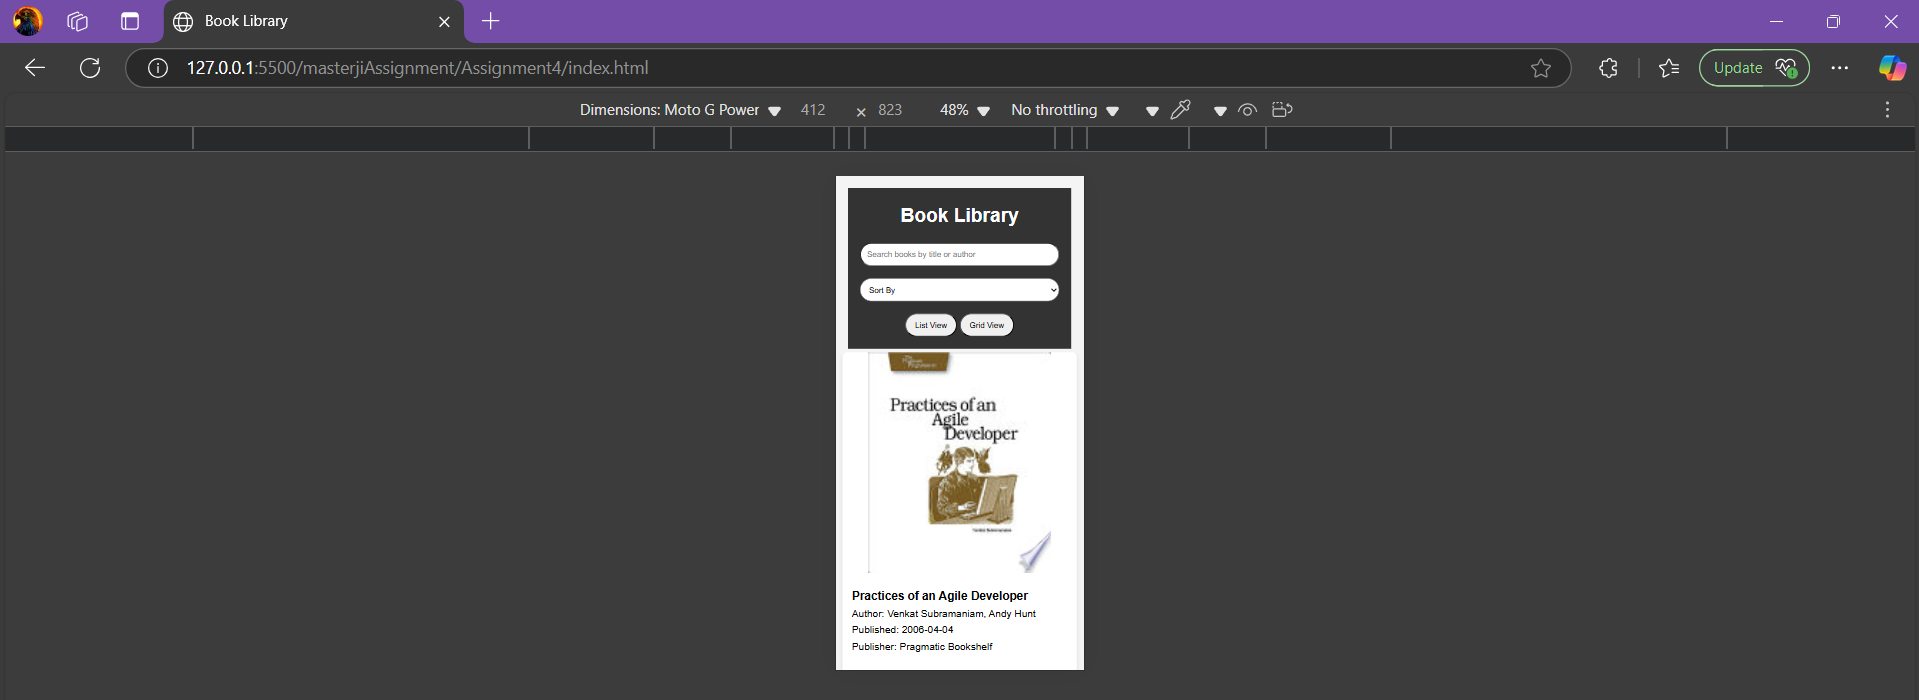 Book Library
127.0.0.1:5500/masterjiAssignment/Assignment4/index.html
Update
Dimensions: Moto G Power 412 × 823 48% No throttling
Book Library
Search books by title or author
Sort By
List View Grid View
Practices of an
Agile
Developer
Practices of an Agile Developer
Author: Venkat Subramaniam, Andy Hunt
Published: 2006-04-04
Publisher: Pragmatic Bookshelf